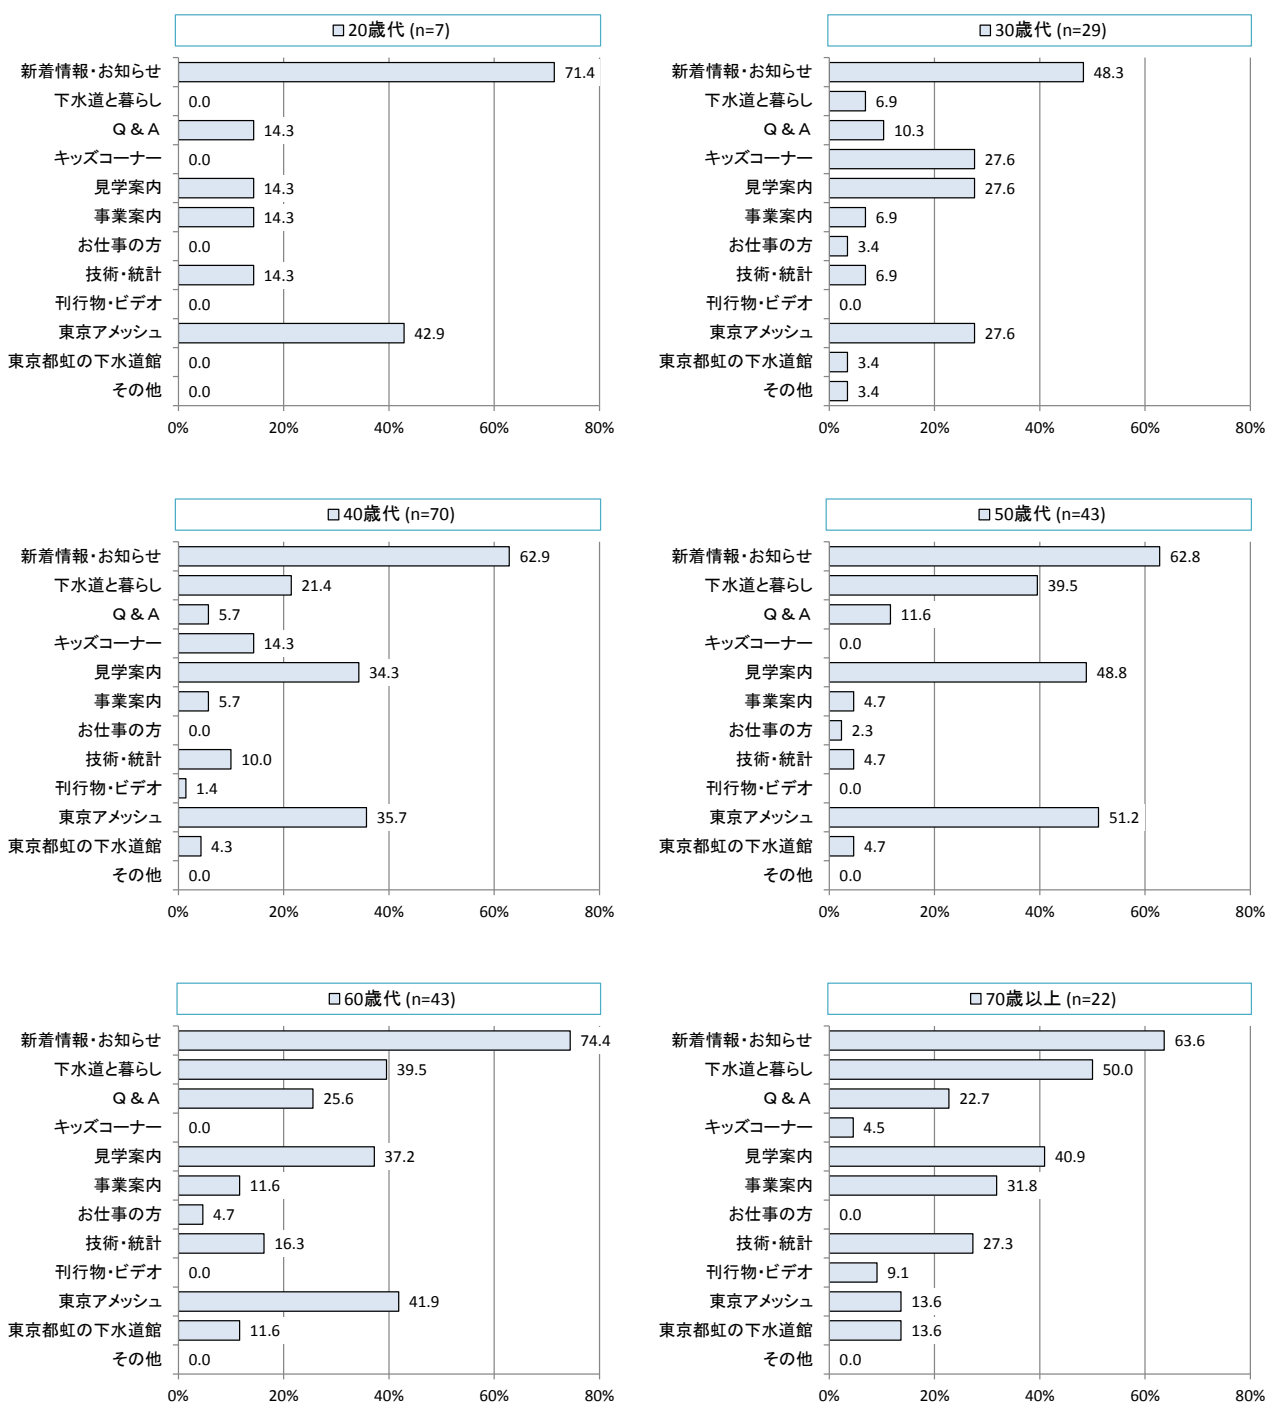 20歳代 (n=7)
新着情報・お知らせ 71.4
下水道と暮らし 0.0
Q&A 14.3
キッズコーナー 0.0
見学案内 14.3
事業案内 14.3
お仕事の方 0.0
技術・統計 14.3
刊行物・ビデオ 0.0
東京アメッシュ 42.9
東京都虹の下水道館 0.0
その他 0.0
0% 20% 40% 60% 80%
30歳代 (n=29)
新着情報・お知らせ 48.3
下水道と暮らし 6.9
Q&A 10.3
キッズコーナー 27.6
見学案内 27.6
事業案内 6.9
お仕事の方 3.4
技術・統計 6.9
刊行物・ビデオ 0.0
東京アメッシュ 27.6
東京都虹の下水道館 3.4
その他 3.4
0% 20% 40% 60% 80%
40歳代 (n=70)
新着情報・お知らせ 62.9
下水道と暮らし 21.4
Q&A 5.7
キッズコーナー 14.3
見学案内 34.3
事業案内 5.7
お仕事の方 0.0
技術・統計 10.0
刊行物・ビデオ 1.4
東京アメッシュ 35.7
東京都虹の下水道館 4.3
その他 0.0
0% 20% 40% 60% 80%
50歳代 (n=43)
新着情報・お知らせ 62.8
下水道と暮らし 39.5
Q&A 11.6
キッズコーナー 0.0
見学案内 48.8
事業案内 4.7
お仕事の方 2.3
技術・統計 4.7
刊行物・ビデオ 0.0
東京アメッシュ 51.2
東京都虹の下水道館 4.7
その他 0.0
0% 20% 40% 60% 80%
60歳代 (n=43)
新着情報・お知らせ 74.4
下水道と暮らし 39.5
Q&A 25.6
キッズコーナー 0.0
見学案内 37.2
事業案内 11.6
お仕事の方 4.7
技術・統計 16.3
刊行物・ビデオ 0.0
東京アメッシュ 41.9
東京都虹の下水道館 11.6
その他 0.0
0% 20% 40% 60% 80%
70歳以上 (n=22)
新着情報・お知らせ 63.6
下水道と暮らし 50.0
Q&A 22.7
キッズコーナー 4.5
見学案内 40.9
事業案内 31.8
お仕事の方 0.0
技術・統計 27.3
刊行物・ビデオ 9.1
東京アメッシュ 13.6
東京都虹の下水道館 13.6
その他 0.0
0% 20% 40% 60% 80%